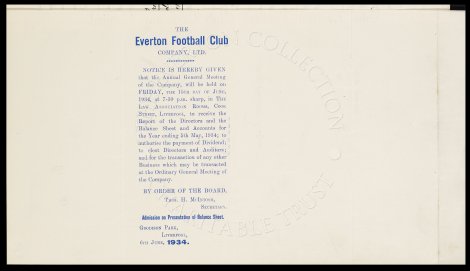 THE
Everton Football Club
COMPANY, LTD.
NOTICE IS HEREBY GIVEN
that the Annual General Meeting
of the Company, will be held on
FRIDAY, THE 15TH DAY OF JUNE,
1934, at 7-30 p.m. sharp, in THE
LAW ASSOCIATION ROOMS, COOK
STREET, LIVERPOOL, to receive the
Report of the Directors and the
Balance Sheet and Accounts for
the Year ending 5th May, 1934; to
authorise the payment of Dividend;
to elect Directors and Auditors;
and for the transaction of any other
Business which may be transacted
at the Ordinary General Meeting of
the Company.
BY ORDER OF THE BOARD,
THEO. H. MCINTOSH,
SECRETARY.
Admission on Presentation of Balance Sheet.
GOODISON PARK,
LIVERPOOL,
6TH JUNE, 1934.
COLLECTION
CHARITABLE TRUST